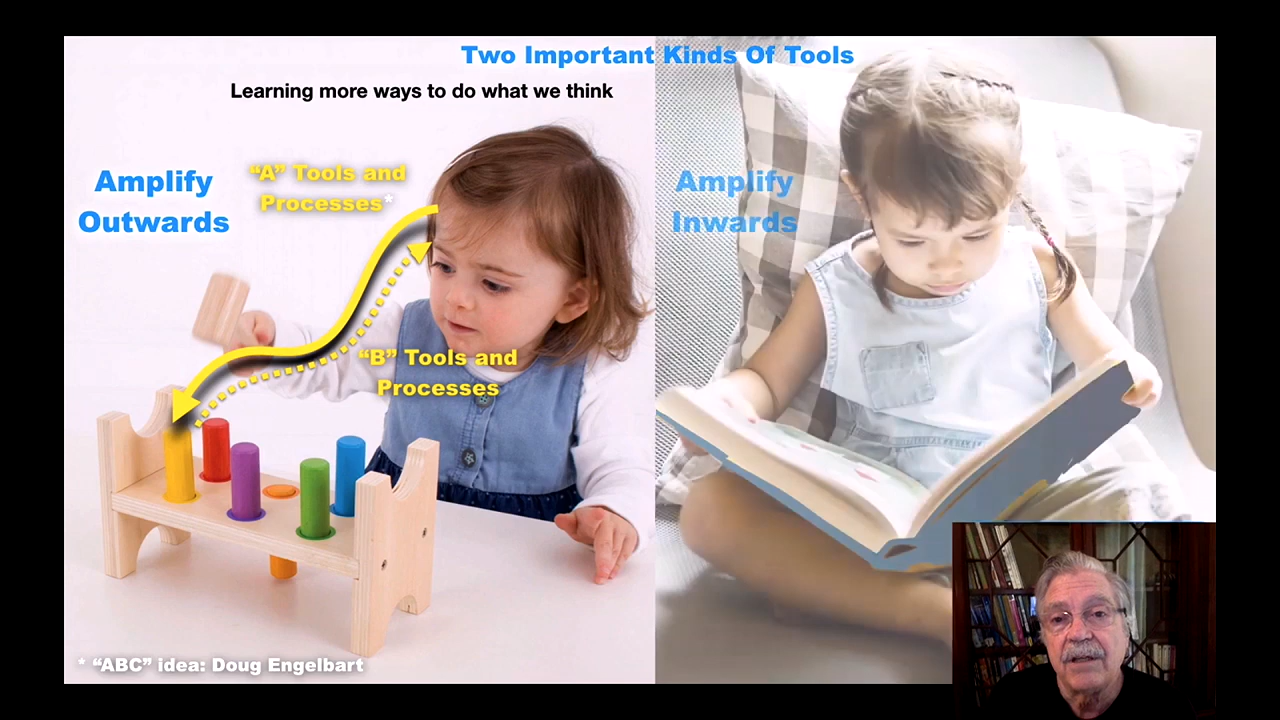 Two Important Kinds Of Tools
Learning more ways to do what we think
Amplify
Outwards
“A” Tools and
Processes*
“B” Tools and
Processes
Amplify
Inwards
* “ABC” idea: Doug Engelbart